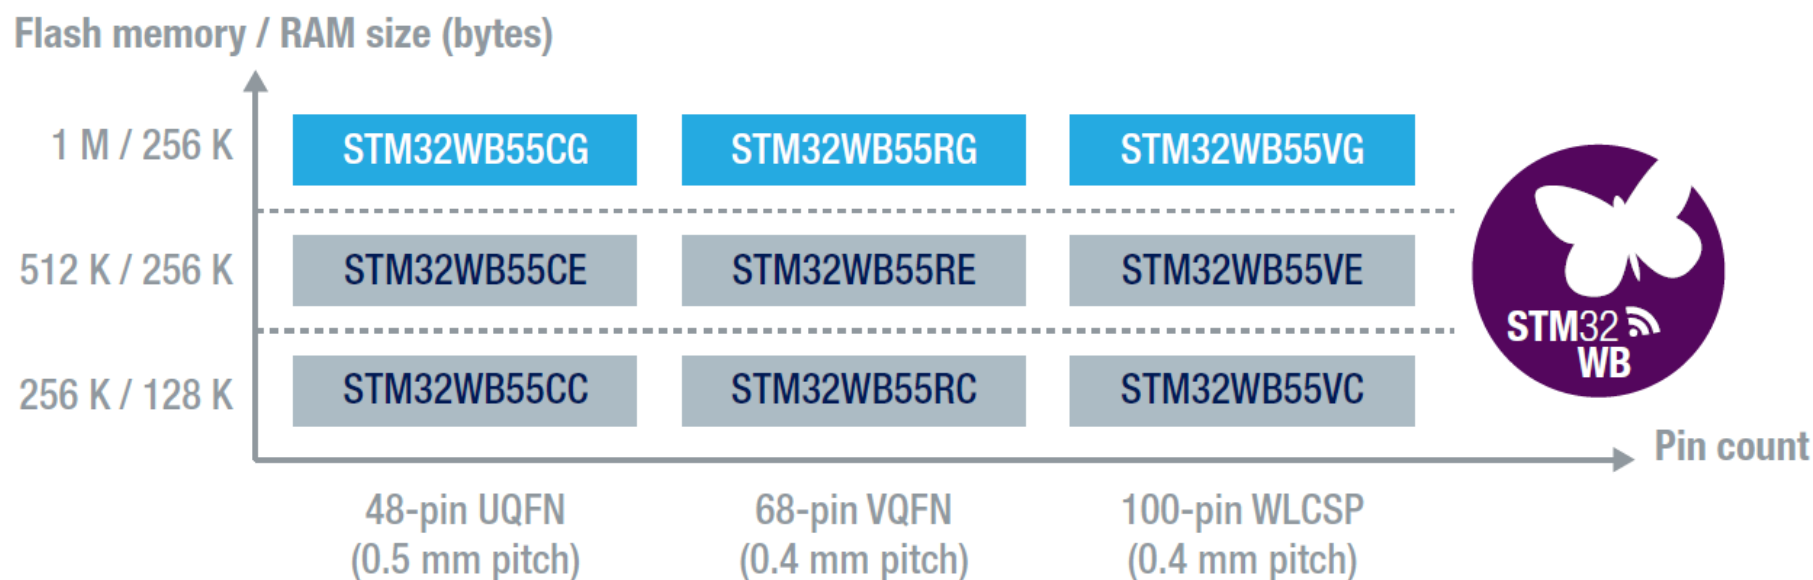 Flash memory / RAM size (bytes)
1 M / 256 K STM32WB55CG STM32WB55RG STM32WB55VG
512 K / 256 K STM32WB55CE STM32WB55RE STM32WB55VE
256 K / 128 K STM32WB55CC STM32WB55RC STM32WB55VC
STM32
WB
Pin count
48-pin UQFN 68-pin VQFN 100-pin WLCSP
(0.5 mm pitch) (0.4 mm pitch) (0.4 mm pitch)